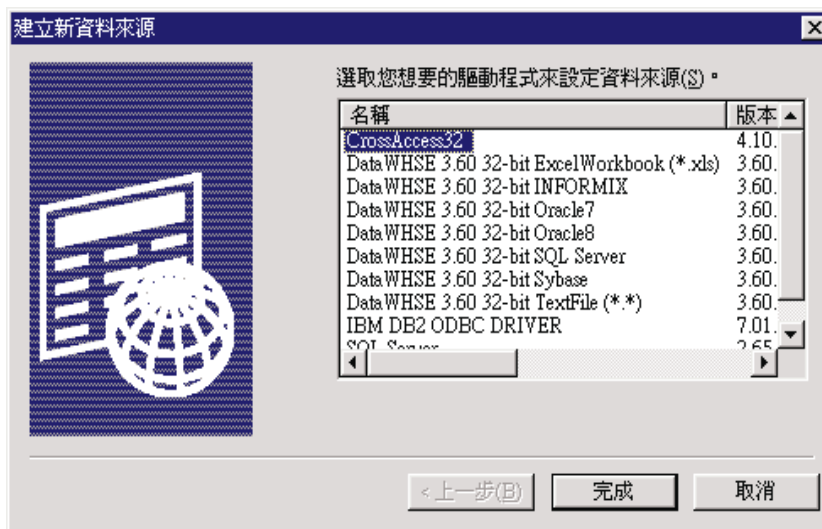 建立新資料來源
選取您想要的驅動程式來設定資料來源(S)。
名稱 版本
CrossAccess32 4.10.
DataWHSE 3.60 32-bit ExcelWorkbook (*.xls) 3.60.
DataWHSE 3.60 32-bit INFORMIX 3.60.
DataWHSE 3.60 32-bit Oracle7 3.60.
DataWHSE 3.60 32-bit Oracle8 3.60.
DataWHSE 3.60 32-bit SQL Server 3.60.
DataWHSE 3.60 32-bit Sybase 3.60.
DataWHSE 3.60 32-bit TextFile (*.*) 3.60.
IBM DB2 ODBC DRIVER 7.01.
SQL Server 2.65
<上一步(B) 完成 取消